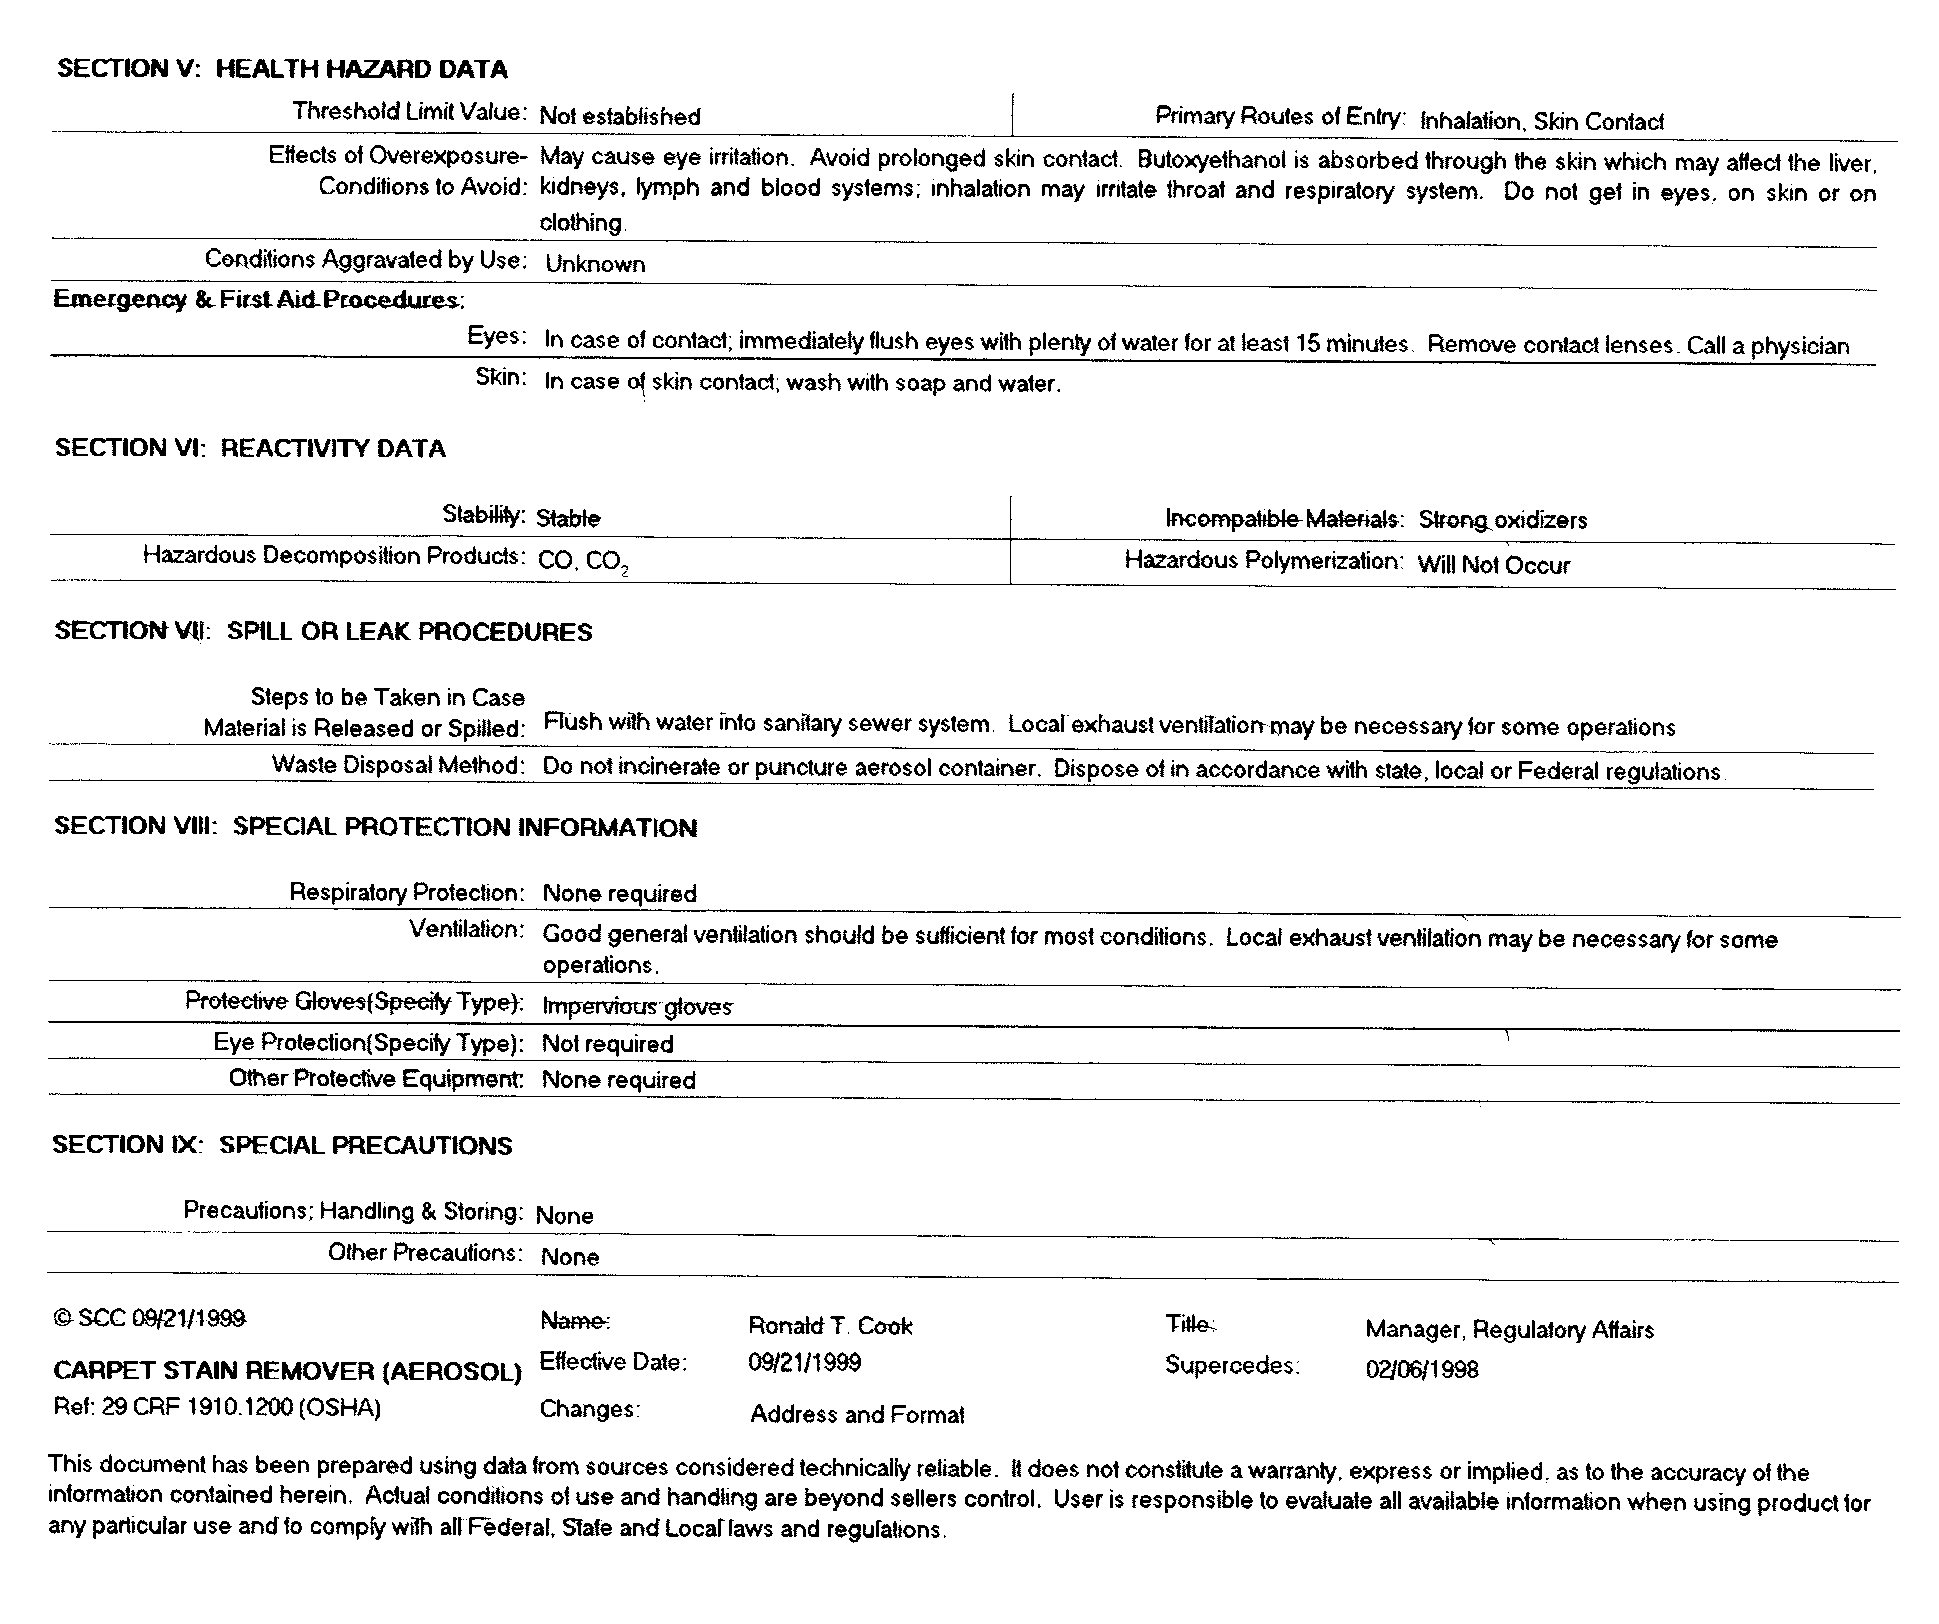 SECTION V: HEALTH HAZARD DATA
Threshold Limit Value: Not established Primary Routes of Entry: Inhalation, Skin Contact
Effects of Overexposure- May cause eye irritation. Avoid prolonged skin contact. Butoxyethanol is absorbed through the skin which may affect the liver,
Conditions to Avoid: kidneys, lymph and blood systems; inhalation may irritate throat and respiratory system. Do not get in eyes, on skin or on
clothing.
Conditions Aggravated by Use: Unknown
Emergency & First Aid Procedures:
Eyes: In case of contact; immediately flush eyes with plenty of water for at least 15 minutes. Remove contact lenses. Call a physician
Skin: In case of skin contact; wash with soap and water.
SECTION VI: REACTIVITY DATA
Stability: Stable Incompatible Materials: Strong oxidizers
Hazardous Decomposition Products: CO, CO₂ Hazardous Polymerization: Will Not Occur
SECTION VII: SPILL OR LEAK PROCEDURES
Steps to be Taken in Case
Material is Released or Spilled: Flush with water into sanitary sewer system. Local exhaust ventilation may be necessary for some operations
Waste Disposal Method: Do not incinerate or puncture aerosol container. Dispose of in accordance with state, local or Federal regulations.
SECTION VIII: SPECIAL PROTECTION INFORMATION
Respiratory Protection: None required
Ventilation: Good general ventilation should be sufficient for most conditions. Local exhaust ventilation may be necessary for some
operations.
Protective Gloves(Specify Type): Impervious gloves
Eye Protection(Specify Type): Not required
Other Protective Equipment: None required
SECTION IX: SPECIAL PRECAUTIONS
Precautions; Handling & Storing: None
Other Precautions: None
© SCC 09/21/1999 Name: Ronald T. Cook Title: Manager, Regulatory Affairs
CARPET STAIN REMOVER (AEROSOL) Effective Date: 09/21/1999 Supercedes: 02/06/1998
Ref: 29 CRF 1910.1200 (OSHA) Changes: Address and Format
This document has been prepared using data from sources considered technically reliable. It does not constitute a warranty, express or implied, as to the accuracy of the
information contained herein. Actual conditions of use and handling are beyond sellers control. User is responsible to evaluate all available information when using product for
any particular use and to comply with all Federal, State and Local laws and regulations.